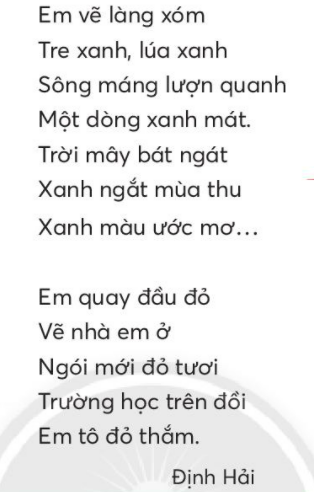 Em vẽ làng xóm
Tre xanh, lúa xanh
Sông máng lượn quanh
Một dòng xanh mát.
Trời mây bát ngát
Xanh ngắt mùa thu
Xanh màu ước mơ...
Em quay đầu đỏ
Vẽ nhà em ở
Ngói mới đỏ tươi
Trường học trên đồi
Em tô đỏ thắm.
Định Hải